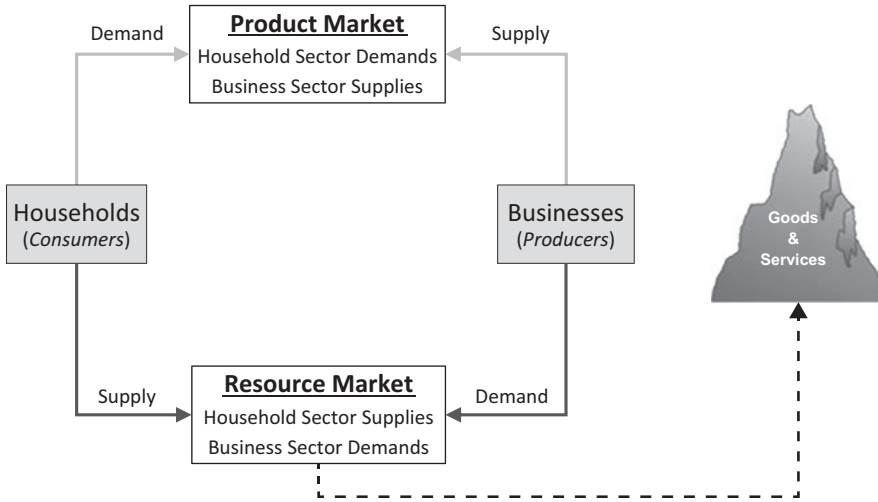 Product Market
Household Sector Demands
Business Sector Supplies
Demand
Supply
Households
(Consumers)
Businesses
(Producers)
Goods
&
Services
Resource Market
Household Sector Supplies
Business Sector Demands
Supply
Demand